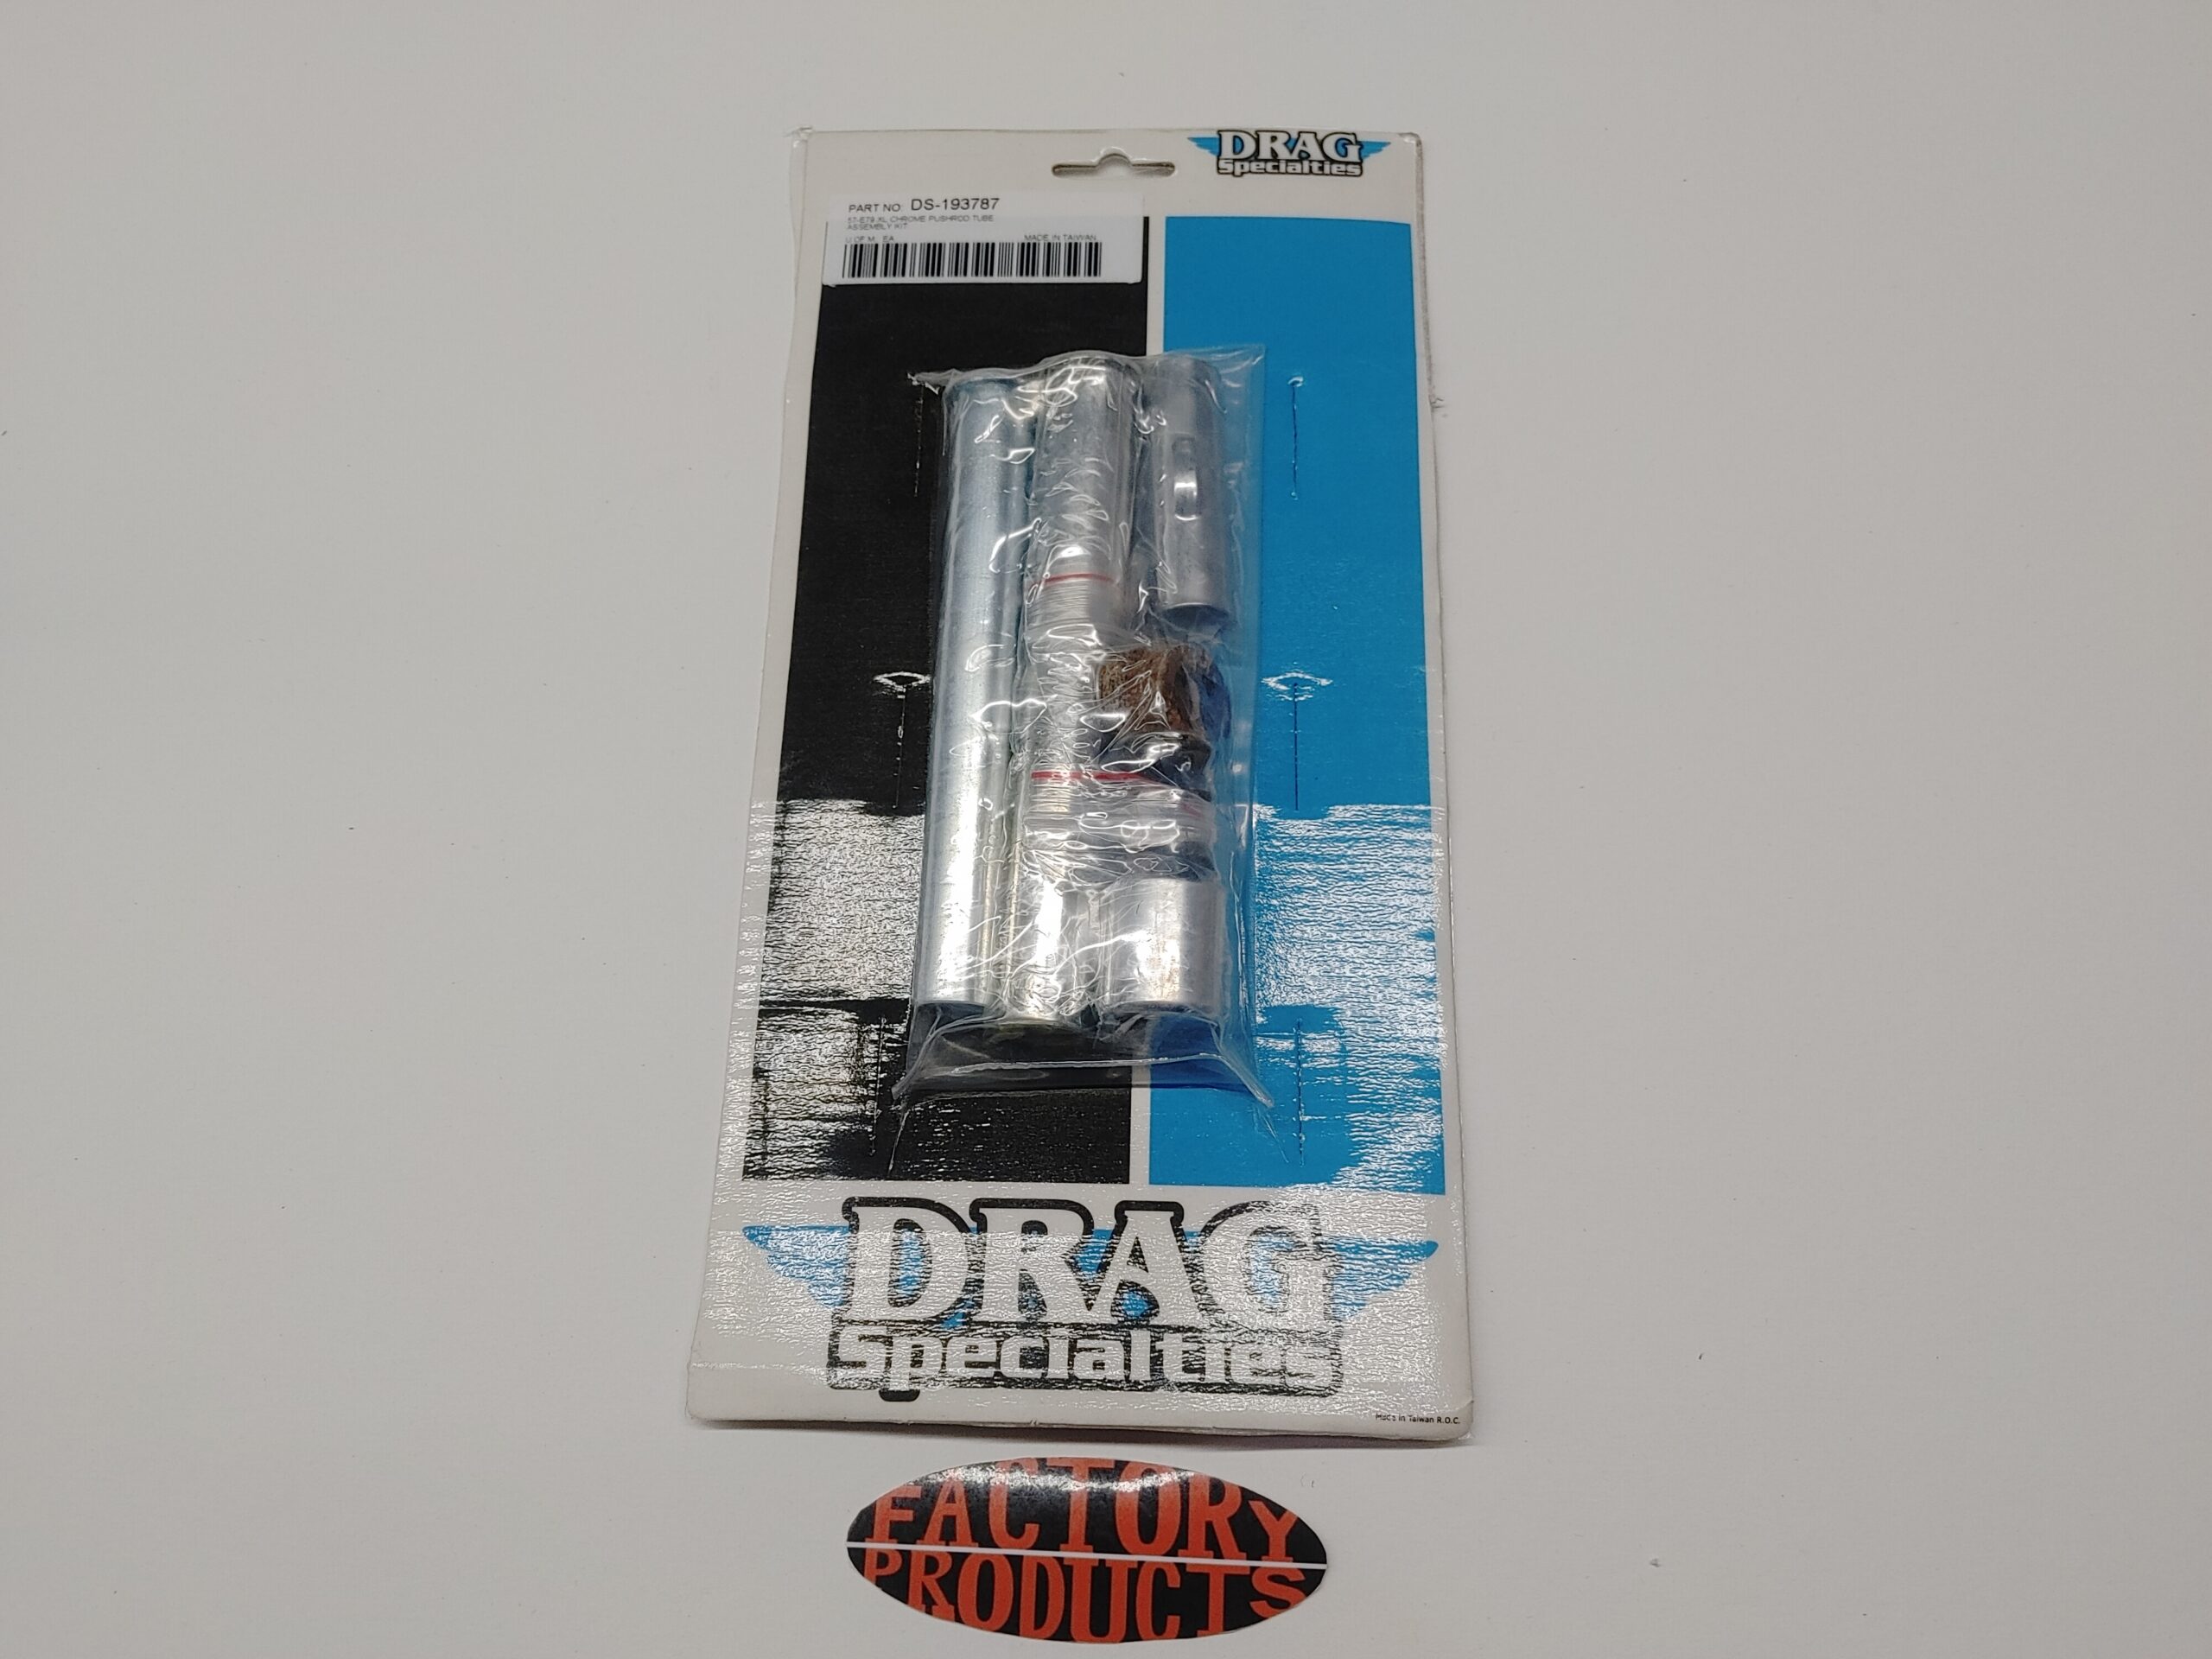 DRAG
Specialties
PART NO: DS-193787
57-E79 XL CHROME PUSHROD TUBE
ASSEMBLY KIT
U OF M: EA MADE IN TAIWAN
DRAG
Specialties
Made in Taiwan R.O.C.
FACTORY
PRODUCTS